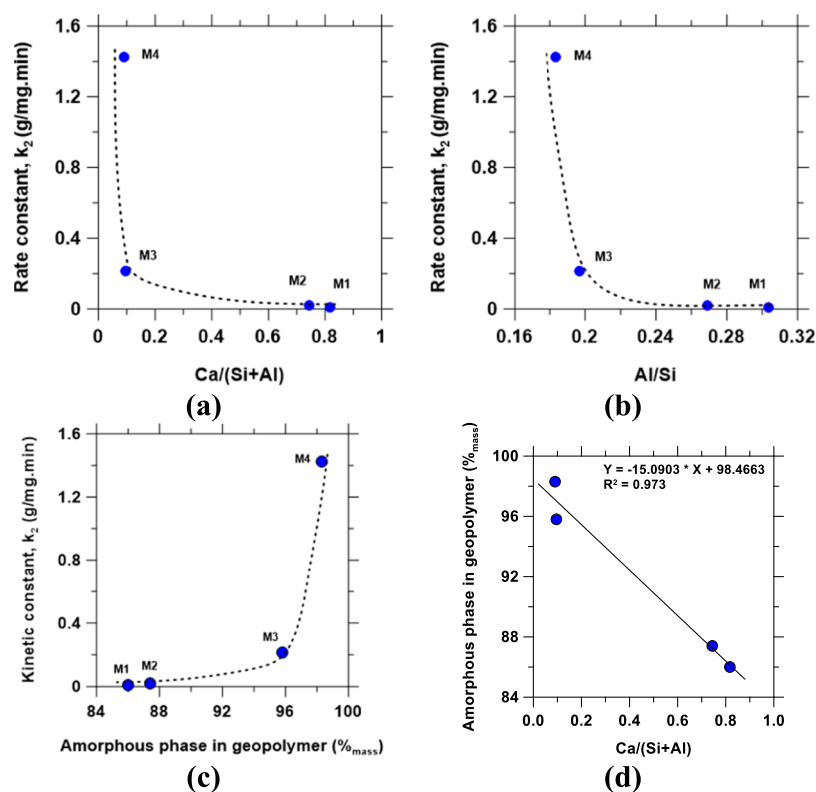 Rate constant, k₂ (g/mg.min)
1.6
1.2
0.8
0.4
0
M4
M3
M2
M1
0
0.2
0.4
0.6
0.8
1
Ca/(Si+Al)
(a)
Rate constant, k₂ (g/mg.min)
1.6
1.2
0.8
0.4
0
M4
M3
M2
M1
0.16
0.2
0.24
0.28
0.32
Al/Si
(b)
Kinetic constant, k₂ (g/mg.min)
1.6
1.2
0.8
0.4
0
M4
M3
M1
M2
84
88
92
96
100
Amorphous phase in geopolymer (%mass)
(c)
Amorphous phase in geopolymer (%mass)
100
96
92
88
84
Y = -15.0903 * X + 98.4663
R² = 0.973
0.0
0.2
0.4
0.6
0.8
1.0
Ca/(Si+Al)
(d)